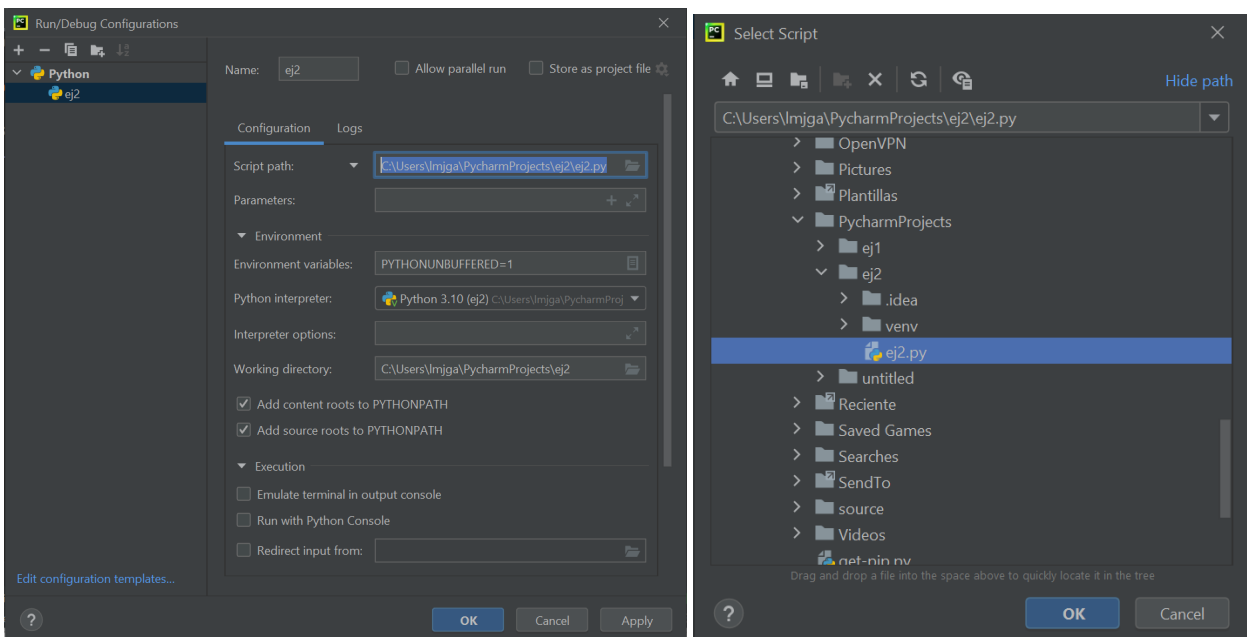 Run/Debug Configurations
Python
ej2
Name: ej2 Allow parallel run Store as project file
Configuration Logs
Script path: C:\Users\lmjga\PycharmProjects\ej2\ej2.py
Parameters:
Environment
Environment variables: PYTHONUNBUFFERED=1
Python interpreter: Python 3.10 (ej2) C:\Users\lmjga\PycharmProj
Interpreter options:
Working directory: C:\Users\lmjga\PycharmProjects\ej2
Add content roots to PYTHONPATH
Add source roots to PYTHONPATH
Execution
Emulate terminal in output console
Run with Python Console
Redirect input from:
Edit configuration templates...
? OK Cancel Apply
Select Script
Hide path
C:\Users\lmjga\PycharmProjects\ej2\ej2.py
OpenVPN
Pictures
Plantillas
PycharmProjects
ej1
ej2
.idea
venv
ej2.py
untitled
Reciente
Saved Games
Searches
SendTo
source
Videos
get-pip.py
Drag and drop a file into the space above to quickly locate it in the tree
? OK Cancel